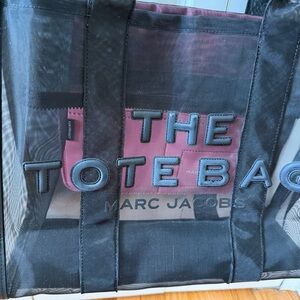 THE
TOTE BAG
MARC JACOBS